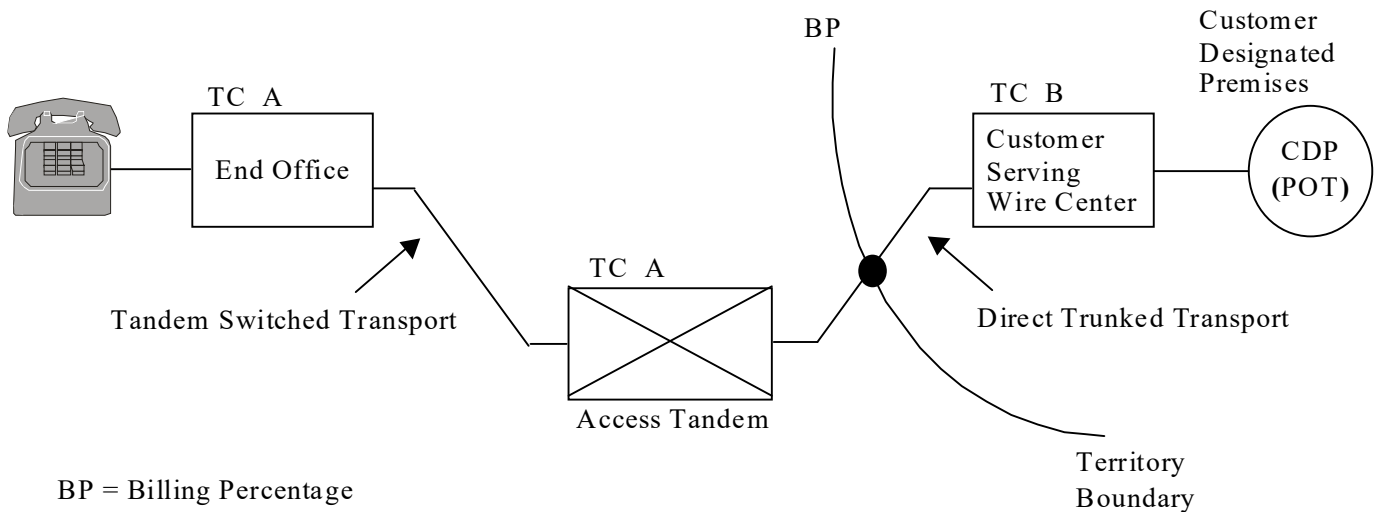 BP
Customer
Designated
Premises
TC A
TC B
End Office
Customer
Serving
Wire Center
CDP
(POT)
TC A
Tandem Switched Transport
Direct Trunked Transport
Access Tandem
Territory
Boundary
BP = Billing Percentage